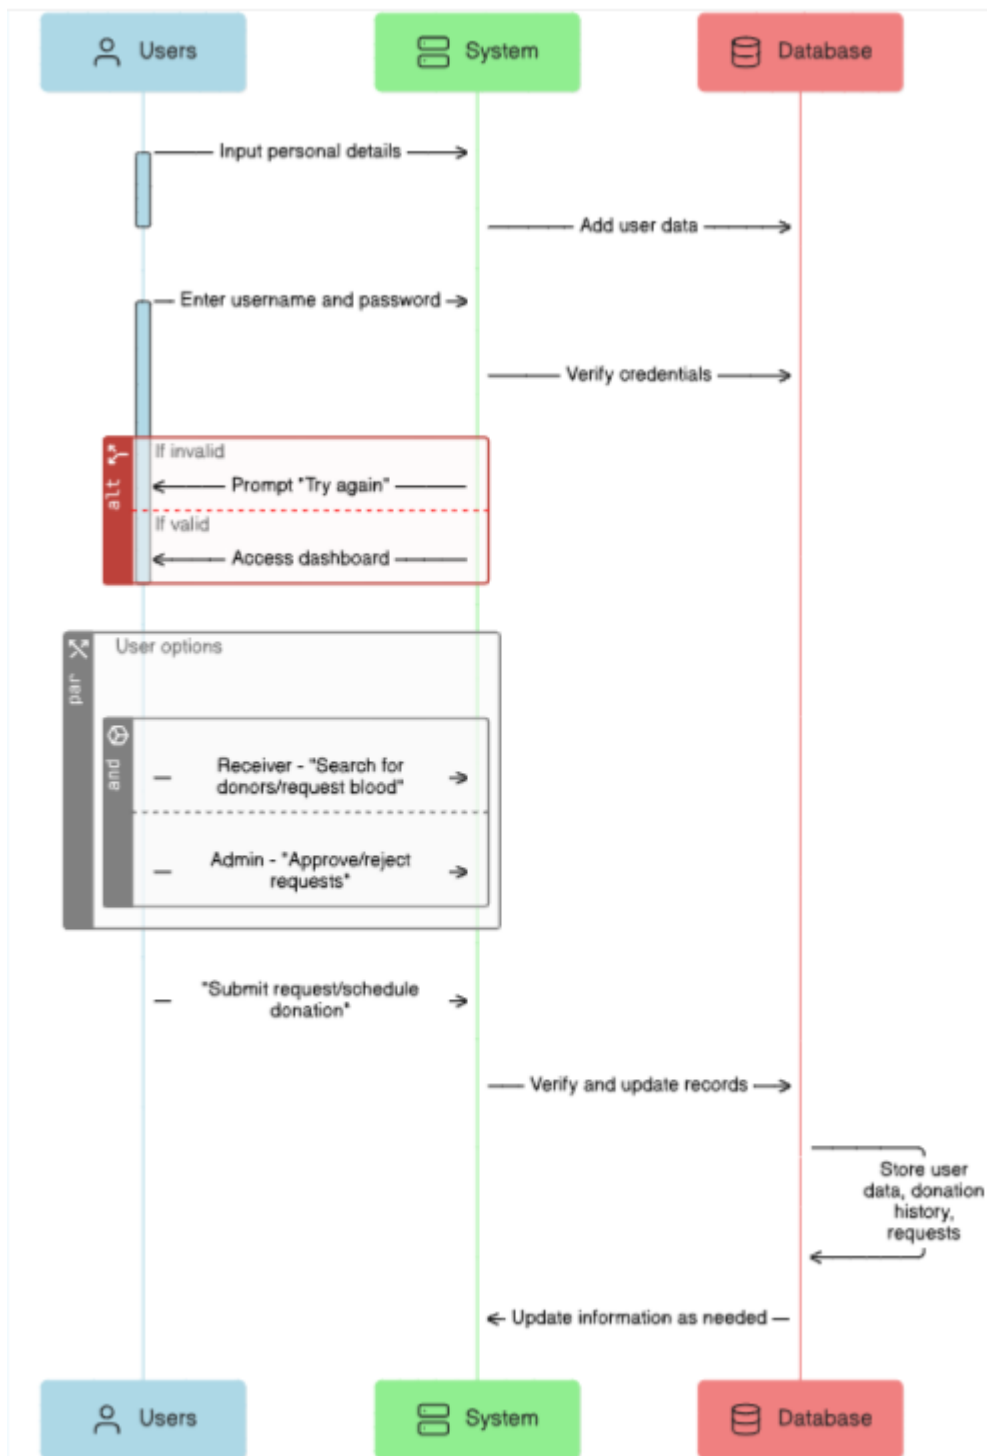 Users
System
Database
Input personal details
Add user data
Enter username and password
Verify credentials
alt
If invalid
Prompt "Try again"
If valid
Access dashboard
par
User options
and
Receiver - "Search for
donors/request blood"
Admin - "Approve/reject
requests"
"Submit request/schedule
donation"
Verify and update records
Store user
data, donation
history,
requests
Update information as needed
Users
System
Database